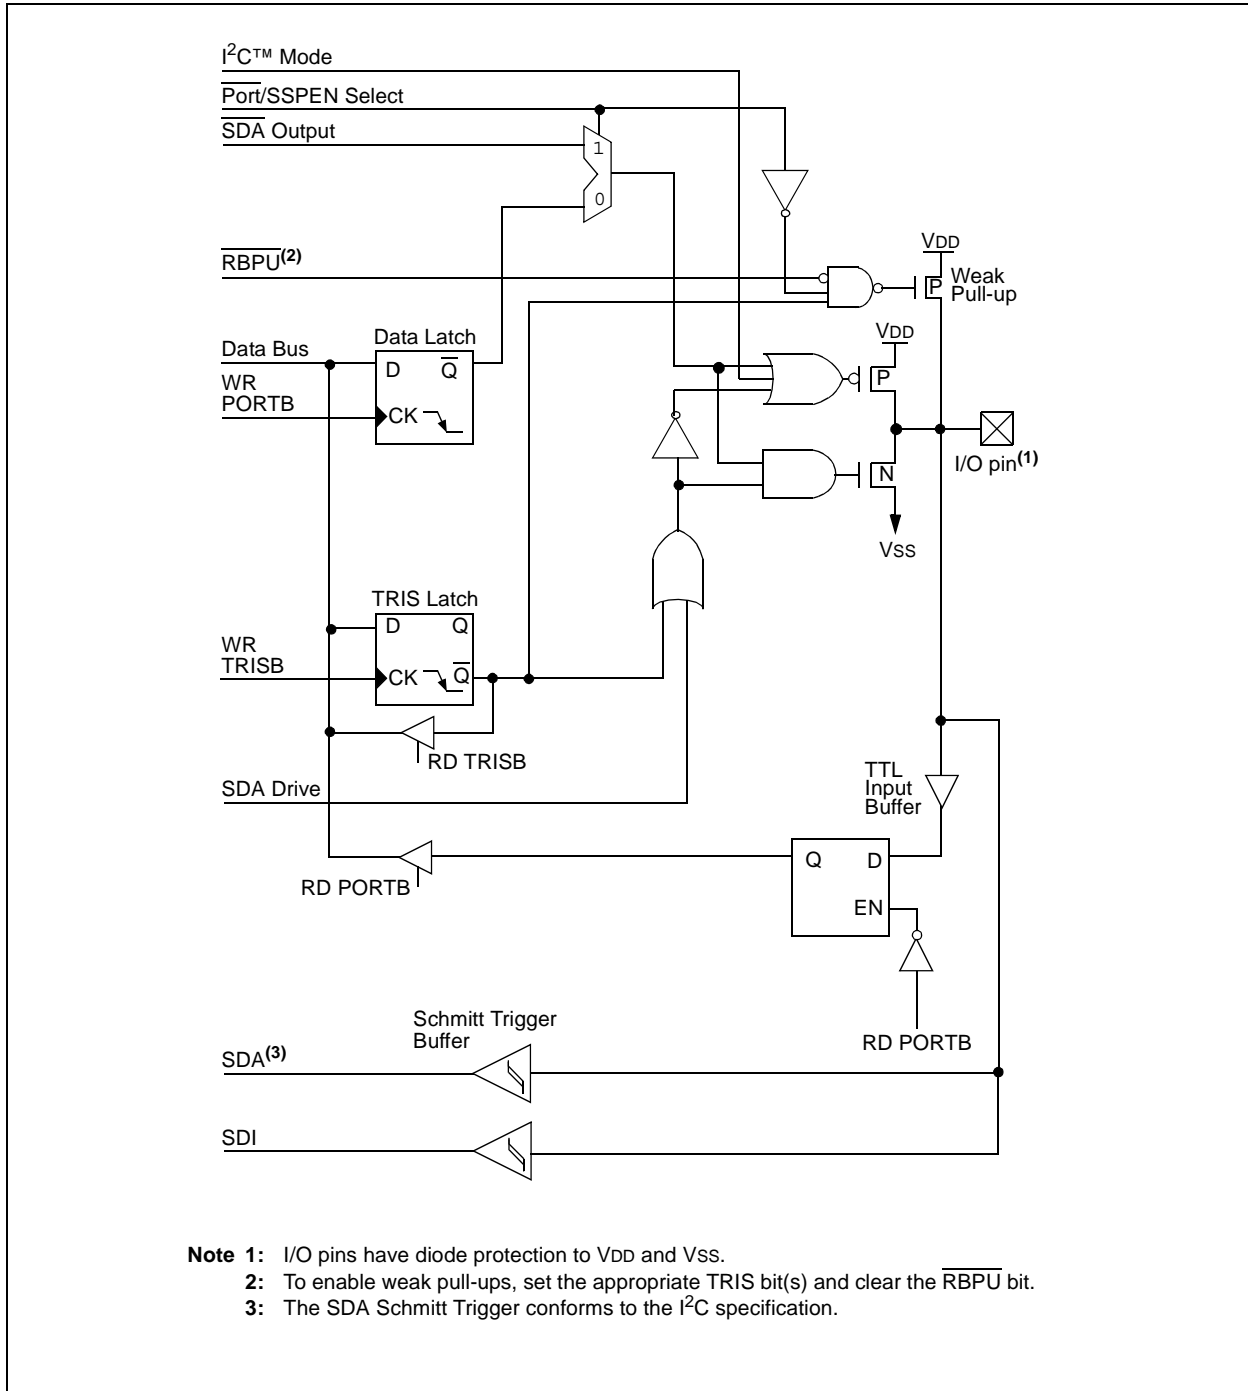 I²C™ Mode
Port/SSPEN Select
SDA Output
1
0
RBPU(2)
VDD
Weak
Pull-up
P
Data Latch
VDD
Data Bus
D Q
P
WR
PORTB
CK
I/O pin(1)
N
VSS
TRIS Latch
D Q
WR
TRISB
CK Q
RD TRISB
TTL
Input
Buffer
SDA Drive
Q D
RD PORTB
EN
Schmitt Trigger
Buffer
RD PORTB
SDA(3)
SDI
Note 1: I/O pins have diode protection to VDD and VSS.
2: To enable weak pull-ups, set the appropriate TRIS bit(s) and clear the RBPU bit.
3: The SDA Schmitt Trigger conforms to the I²C specification.